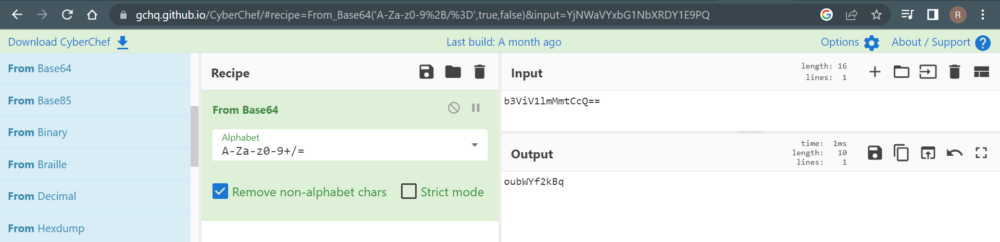 gchq.github.io/CyberChef/#recipe=From_Base64('A-Za-z0-9%2B/%3D',true,false)&input=YjNWaVYxbG1NbXRDY1E9PQ
R
Download CyberChef
Last build: A month ago
Options
About / Support
From Base64
From Base85
From Binary
From Braille
From Decimal
From Hexdump
Recipe
From Base64
Alphabet
A-Za-z0-9+/=
Remove non-alphabet chars
Strict mode
Input
length: 16
lines: 1
b3ViV1lmMmtCcQ==
Output
time: 1ms
length: 10
lines: 1
oubWYf2kBq